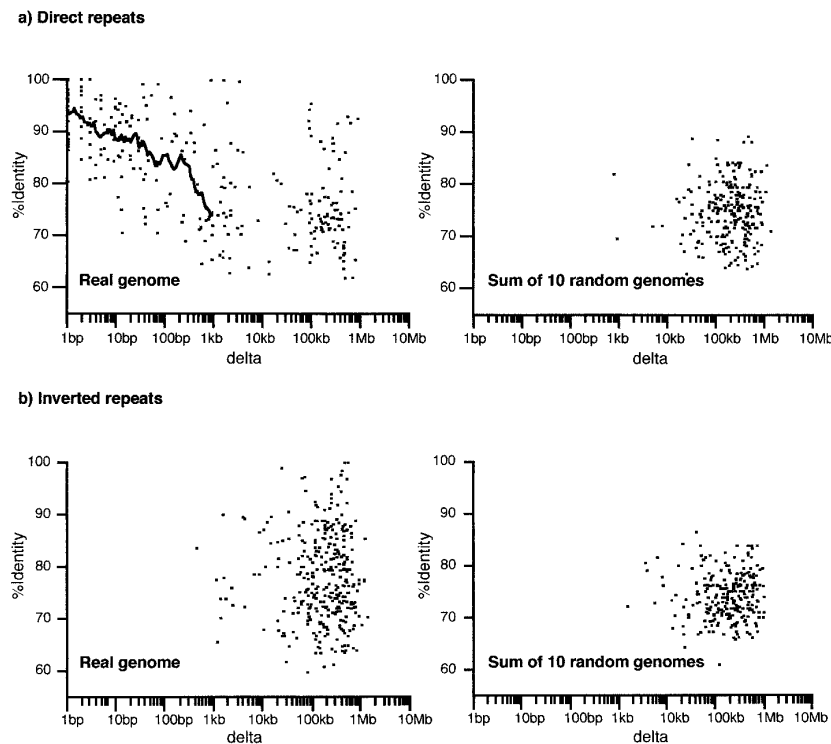 a) Direct repeats
100
90
80
70
60
%Identity
Real genome
1bp 10bp 100bp 1kb 10kb 100kb 1Mb 10Mb
delta
100
90
80
70
60
%Identity
Sum of 10 random genomes
1bp 10bp 100bp 1kb 10kb 100kb 1Mb 10Mb
delta
b) Inverted repeats
100
90
80
70
60
%Identity
Real genome
1bp 10bp 100bp 1kb 10kb 100kb 1Mb 10Mb
delta
100
90
80
70
60
%Identity
Sum of 10 random genomes
1bp 10bp 100bp 1kb 10kb 100kb 1Mb 10Mb
delta